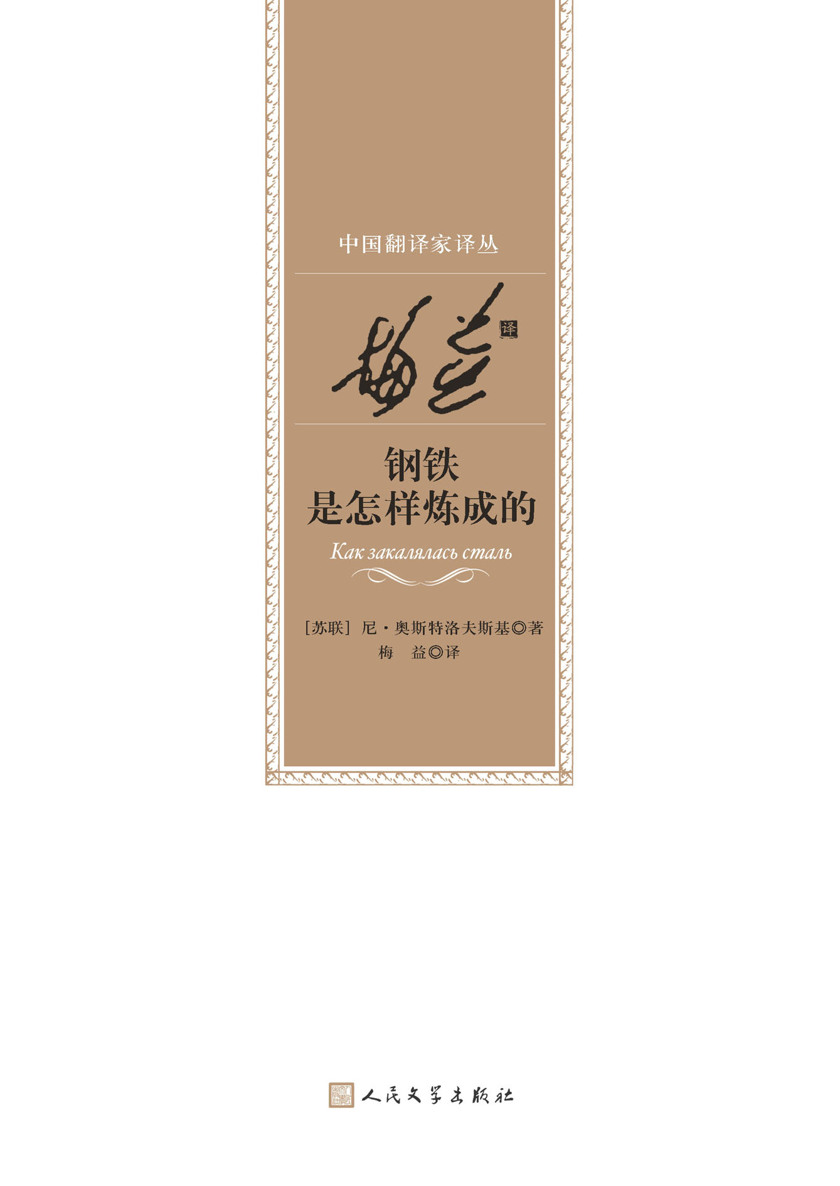 中国翻译家译丛
梅益
译
钢铁
是怎样炼成的
Как закалялась сталь
［苏联］尼·奥斯特洛夫斯基◎著
梅　益◎译
人民文学出版社